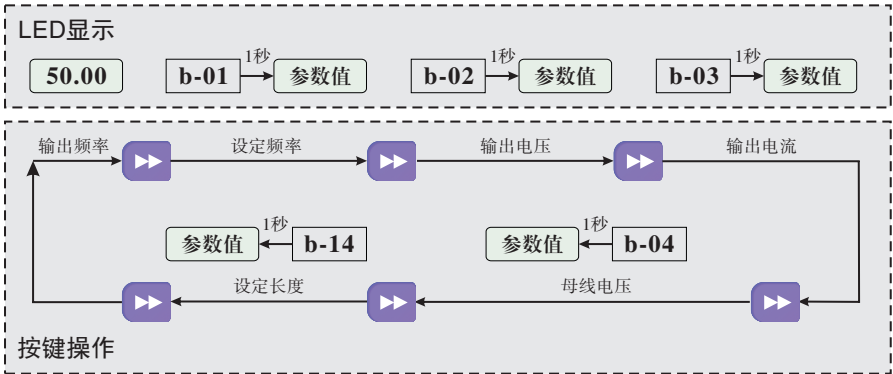 LED显示
50.00 b-01 1秒 参数值 b-02 1秒 参数值 b-03 1秒 参数值
输出频率 设定频率 输出电压 输出电流
参数值 1秒 b-14 参数值 1秒 b-04
设定长度 母线电压
按键操作